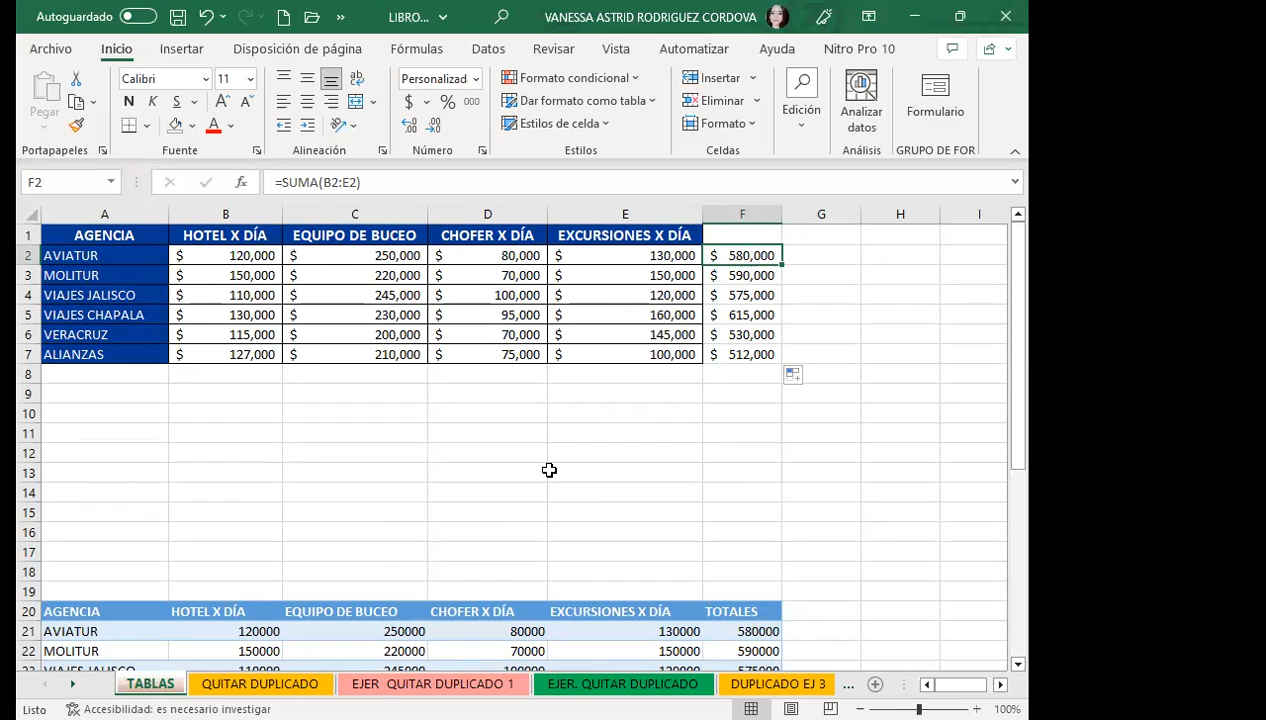 Autoguardado LIBRO... VANESSA ASTRID RODRIGUEZ CORDOVA
Archivo Inicio Insertar Disposición de página Fórmulas Datos Revisar Vista Automatizar Ayuda Nitro Pro 10
Pegar
Portapapeles
Calibri 11
N K S
Fuente
Alineación
Personalizad
$ % 000
Número
Formato condicional
Dar formato como tabla
Estilos de celda
Estilos
Insertar
Eliminar
Formato
Celdas
Edición
Analizar
datos
Análisis
Formulario
GRUPO DE FOR
F2 fx =SUMA(B2:E2)
A B C D E F G H I
1 AGENCIA HOTEL X DÍA EQUIPO DE BUCEO CHOFER X DÍA EXCURSIONES X DÍA
2 AVIATUR $ 120,000 $ 250,000 $ 80,000 $ 130,000 $ 580,000
3 MOLITUR $ 150,000 $ 220,000 $ 70,000 $ 150,000 $ 590,000
4 VIAJES JALISCO $ 110,000 $ 245,000 $ 100,000 $ 120,000 $ 575,000
5 VIAJES CHAPALA $ 130,000 $ 230,000 $ 95,000 $ 160,000 $ 615,000
6 VERACRUZ $ 115,000 $ 200,000 $ 70,000 $ 145,000 $ 530,000
7 ALIANZAS $ 127,000 $ 210,000 $ 75,000 $ 100,000 $ 512,000
8
9
10
11
12
13
14
15
16
17
18
19
20 AGENCIA HOTEL X DÍA EQUIPO DE BUCEO CHOFER X DÍA EXCURSIONES X DÍA TOTALES
21 AVIATUR 120000 250000 80000 130000 580000
22 MOLITUR 150000 220000 70000 150000 590000
23 VIAJES JALISCO 110000 245000 100000 120000 575000
TABLAS QUITAR DUPLICADO EJER QUITAR DUPLICADO 1 EJER. QUITAR DUPLICADO DUPLICADO EJ 3 ...
Listo Accesibilidad: es necesario investigar 100%